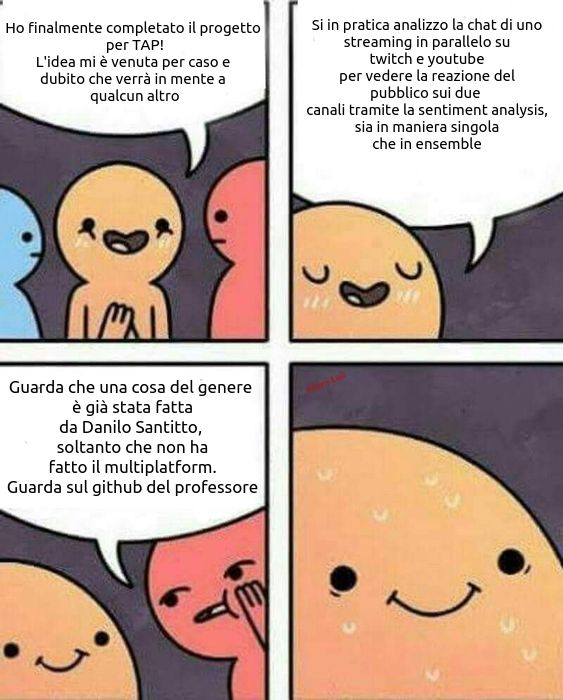 Ho finalmente completato il progetto
per TAP!
L'idea mi è venuta per caso e
dubito che verrà in mente a
qualcun altro
Si in pratica analizzo la chat di uno
streaming in parallelo su
twitch e youtube
per vedere la reazione del
pubblico sui due
canali tramite la sentiment analysis,
sia in maniera singola
che in ensemble
Guarda che una cosa del genere
è già stata fatta
da Danilo Santitto,
soltanto che non ha
fatto il multiplatform.
Guarda sul github del professore